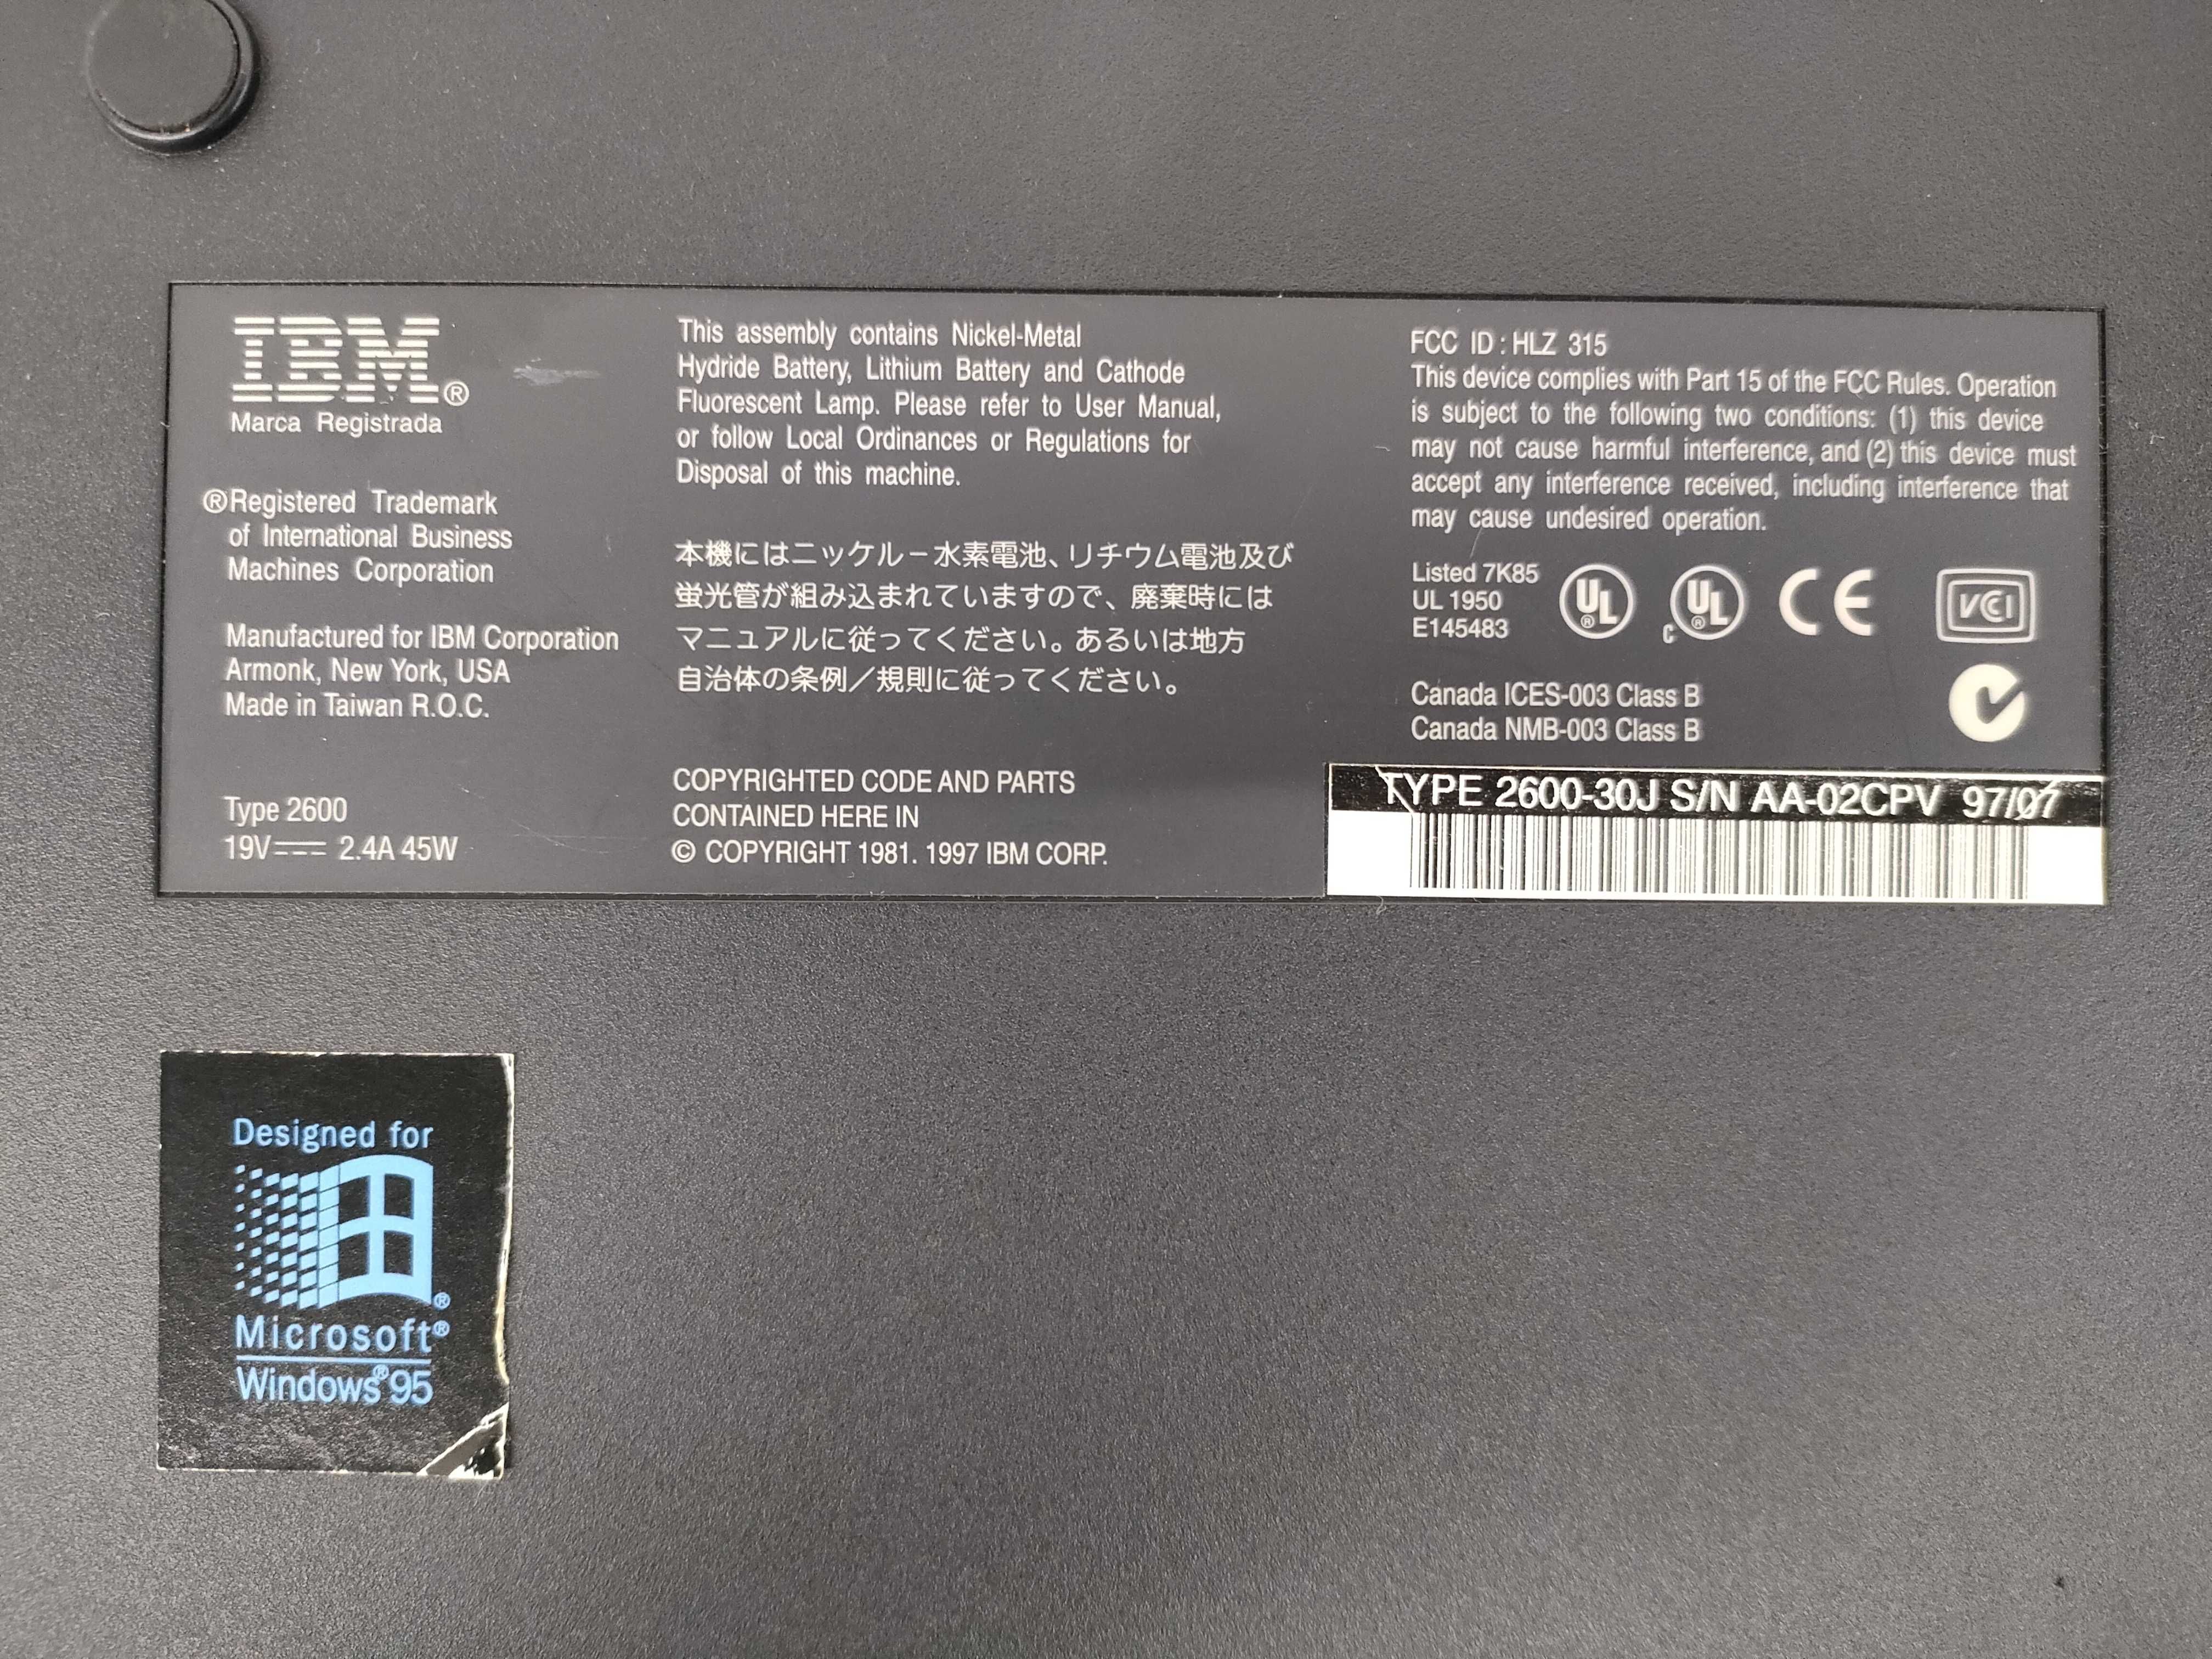 IBM®
Marca Registrada
®Registered Trademark
of International Business
Machines Corporation
Manufactured for IBM Corporation
Armonk, New York, USA
Made in Taiwan R.O.C.
Type 2600
19V⎓ 2.4A 45W
This assembly contains Nickel-Metal
Hydride Battery, Lithium Battery and Cathode
Fluorescent Lamp. Please refer to User Manual,
or follow Local Ordinances or Regulations for
Disposal of this machine.
本機にはニッケルー水素電池、リチウム電池及び
蛍光管が組み込まれていますので、廃棄時には
マニュアルに従ってください。あるいは地方
自治体の条例／規則に従ってください。
COPYRIGHTED CODE AND PARTS
CONTAINED HERE IN
© COPYRIGHT 1981. 1997 IBM CORP.
FCC ID : HLZ 315
This device complies with Part 15 of the FCC Rules. Operation
is subject to the following two conditions: (1) this device
may not cause harmful interference, and (2) this device must
accept any interference received, including interference that
may cause undesired operation.
Listed 7K85
UL 1950
E145483
UL® C UL® CE VCI
Canada ICES-003 Class B
Canada NMB-003 Class B
TYPE 2600-30J S/N AA-02CPV 97/07
Designed for
®
Microsoft®
Windows®95